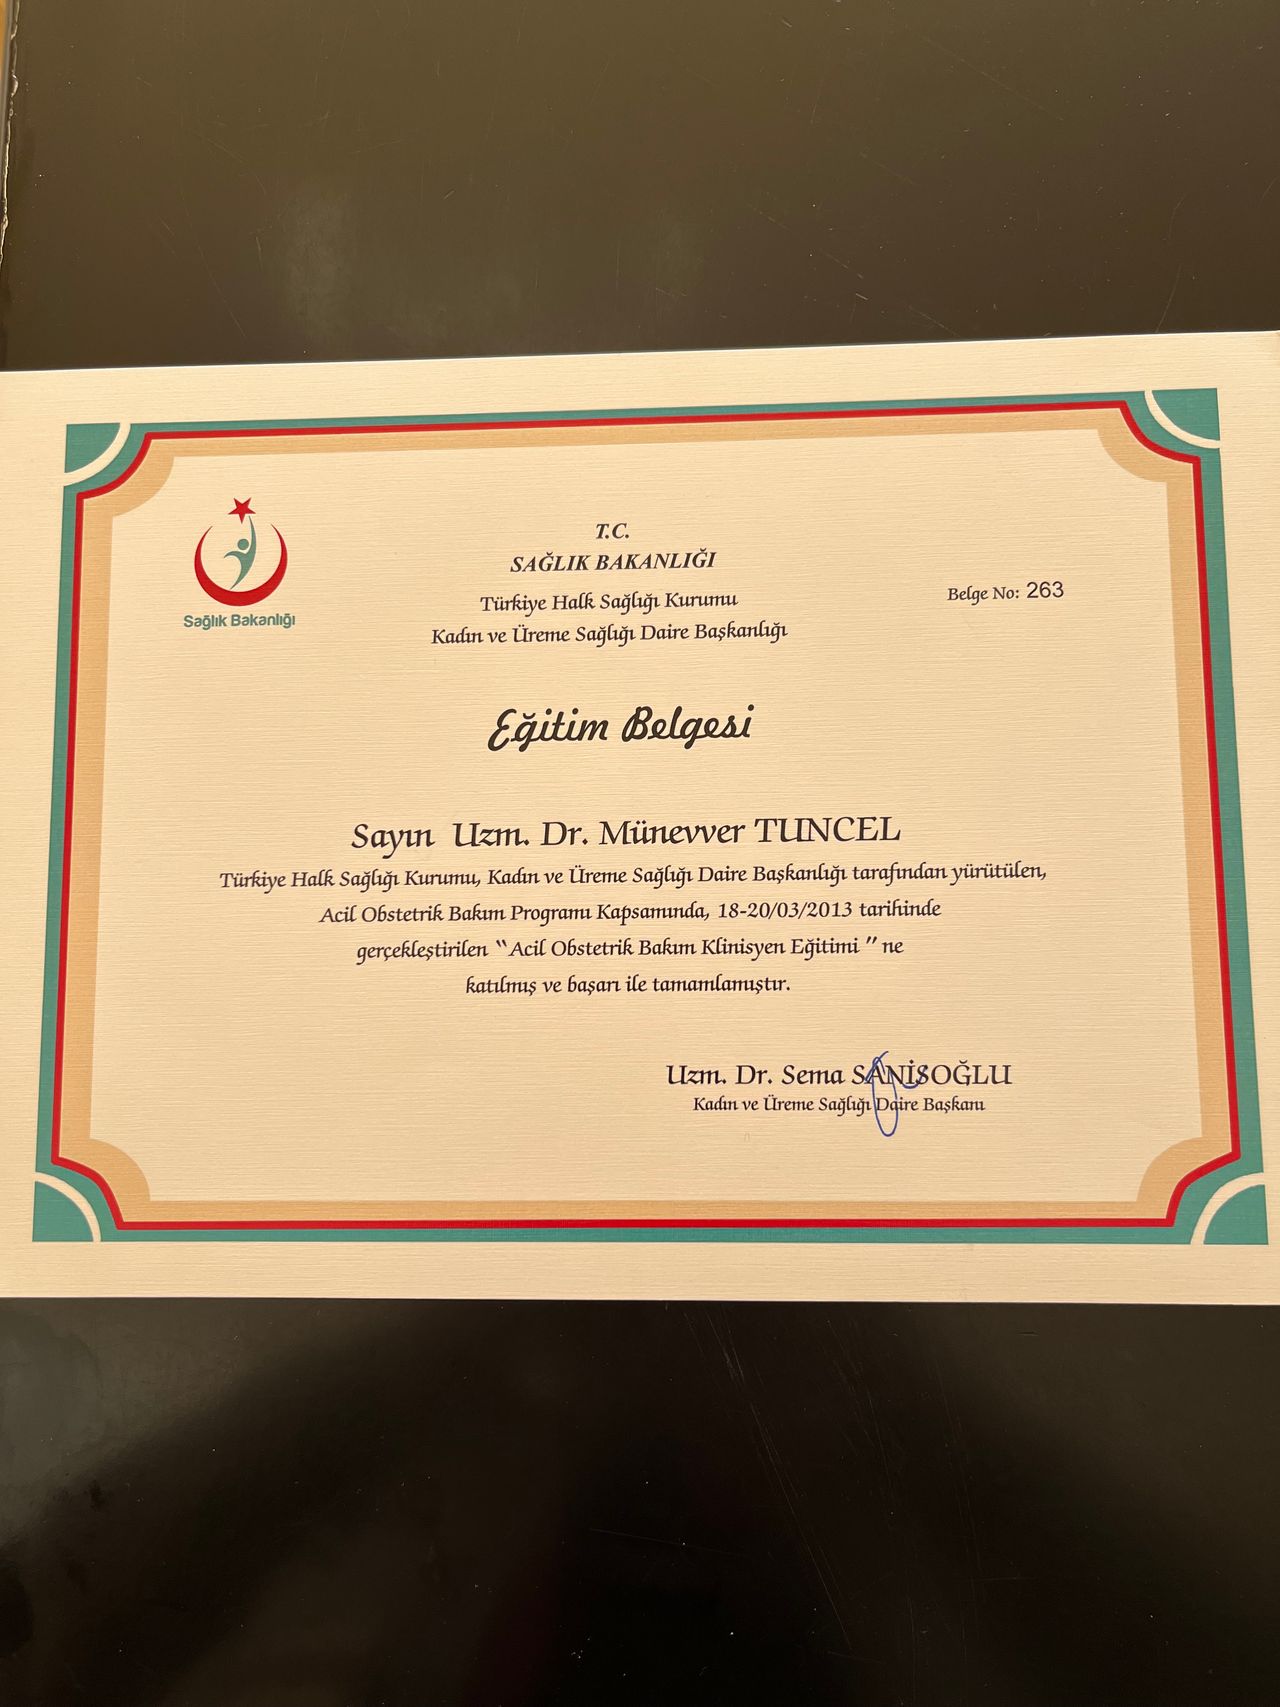 T.C.
SAĞLIK BAKANLIĞI
Türkiye Halk Sağlığı Kurumu
Kadın ve Üreme Sağlığı Daire Başkanlığı
Sağlık Bakanlığı
Belge No: 263
Eğitim Belgesi
Sayın Uzm. Dr. Münevver TUNCEL
Türkiye Halk Sağlığı Kurumu, Kadın ve Üreme Sağlığı Daire Başkanlığı tarafından yürütülen,
Acil Obstetrik Bakım Programı Kapsamında, 18-20/03/2013 tarihinde
gerçekleştirilen “Acil Obstetrik Bakım Klinisyen Eğitimi ” ne
katılmış ve başarı ile tamamlamıştır.
Uzm. Dr. Sema SANİSOĞLU
Kadın ve Üreme Sağlığı Daire Başkanı